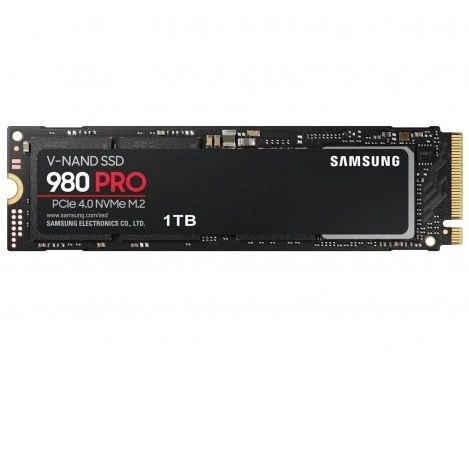 V-NAND SSD
980 PRO
PCIe 4.0 NVMe M.2
www.samsung.com/ssd
SAMSUNG ELECTRONICS CO., LTD.
1TB
SAMSUNG